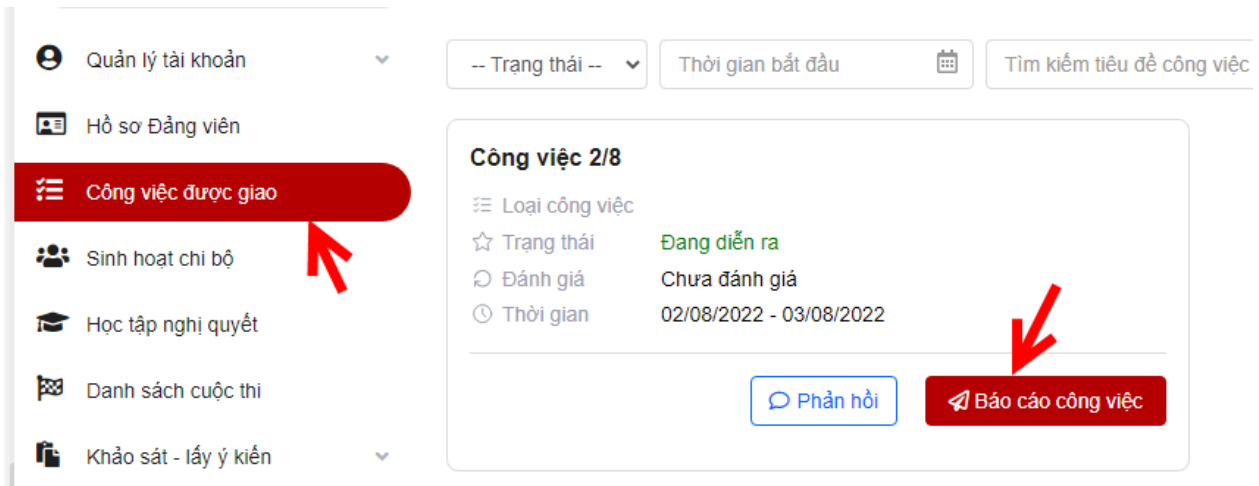 Quản lý tài khoản
Hồ sơ Đảng viên
Công việc được giao
Sinh hoạt chi bộ
Học tập nghị quyết
Danh sách cuộc thi
Khảo sát - lấy ý kiến
-- Trạng thái -- Thời gian bắt đầu Tìm kiếm tiêu đề công việc
Công việc 2/8
Loại công việc
Trạng thái Đang diễn ra
Đánh giá Chưa đánh giá
Thời gian 02/08/2022 - 03/08/2022
Phản hồi Báo cáo công việc